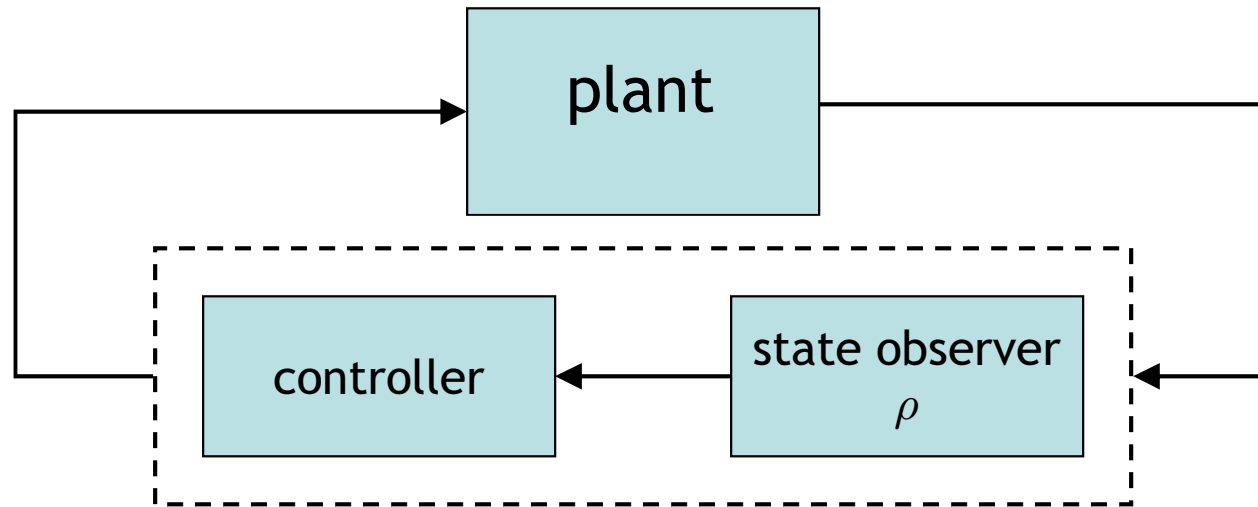 plant
controller
state observer
ρ